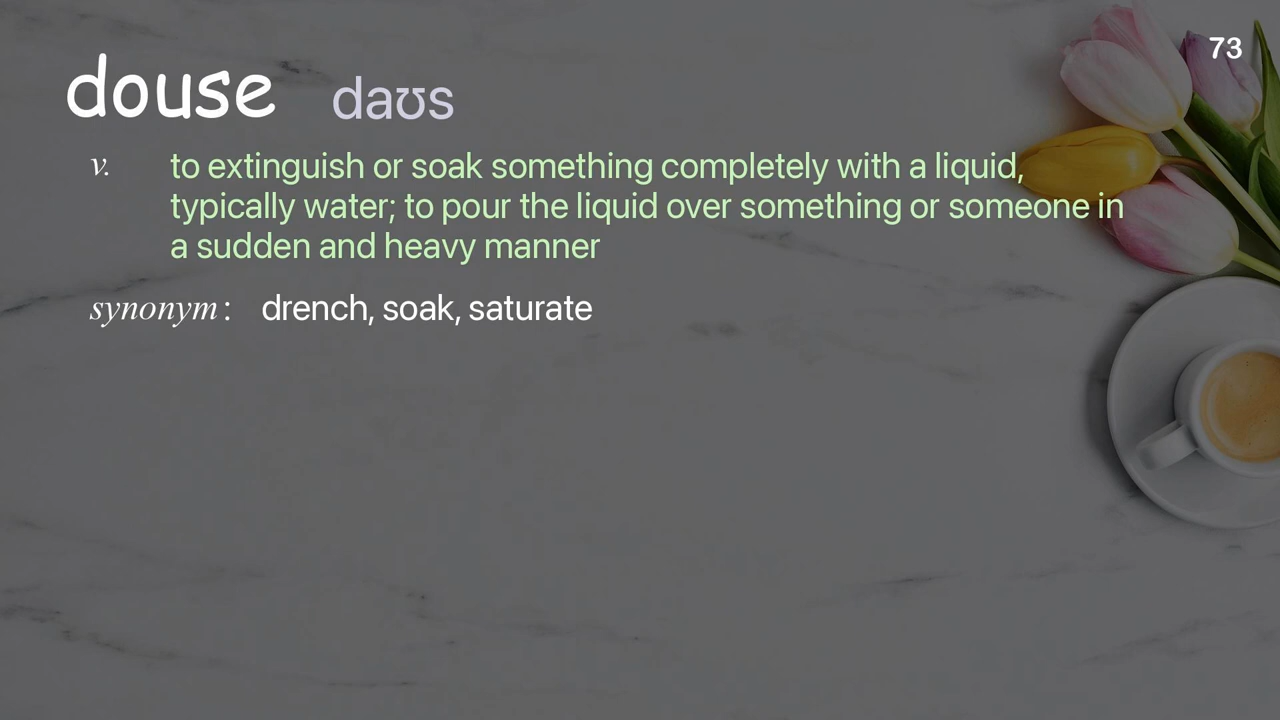 73
douse daʊs
v. to extinguish or soak something completely with a liquid,
typically water; to pour the liquid over something or someone in
a sudden and heavy manner
synonym : drench, soak, saturate